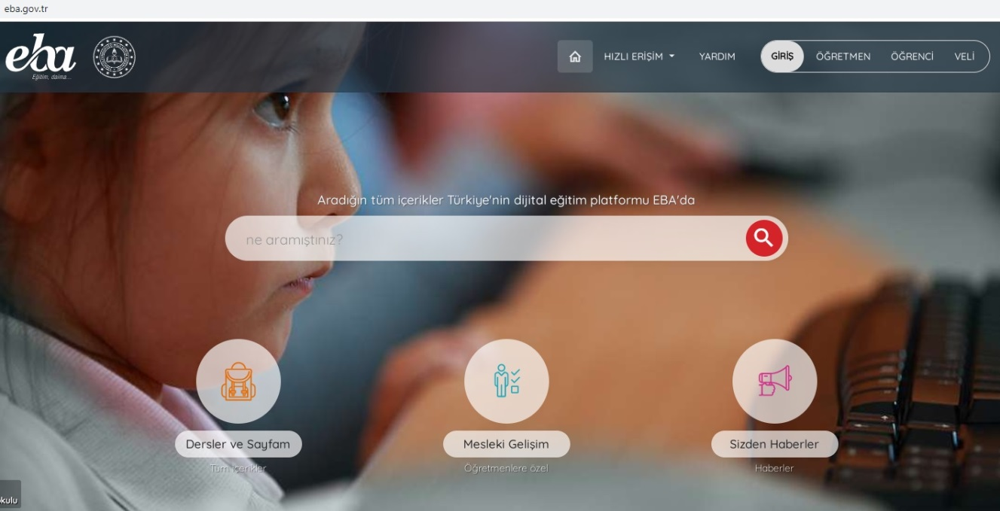 eba.gov.tr
eba
Eğitim, daima...
HIZLI ERİŞİM
YARDIM
GİRİŞ
ÖĞRETMEN
ÖĞRENCİ
VELİ
Aradığın tüm içerikler Türkiye'nin dijital eğitim platformu EBA'da
ne aramıştınız?
Dersler ve Sayfam
Mesleki Gelişim
Sizden Haberler
Tüm içerikler
Öğretmenlere özel
Haberler
okulu